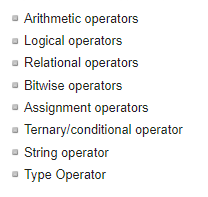 Arithmetic operators
Logical operators
Relational operators
Bitwise operators
Assignment operators
Ternary/conditional operator
String operator
Type Operator